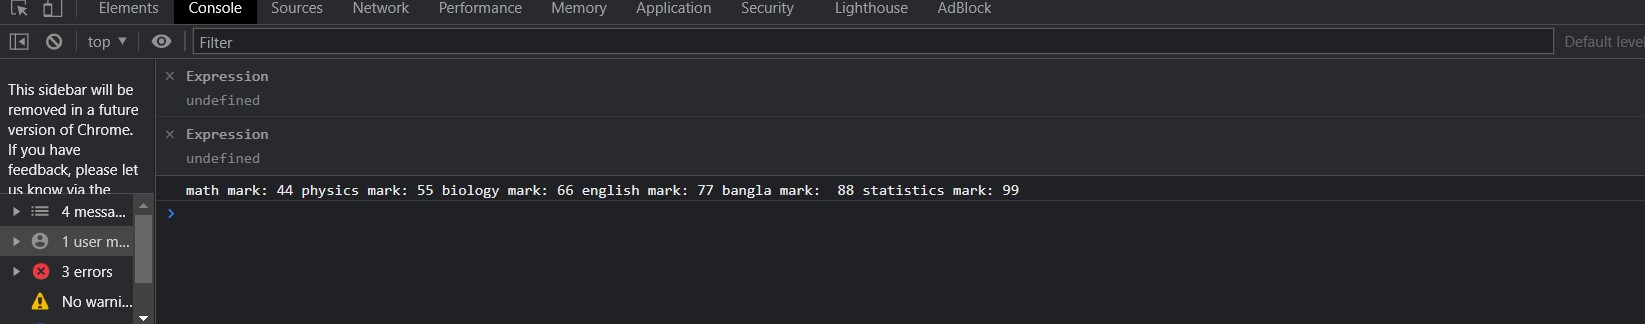 Elements Console Sources Network Performance Memory Application Security Lighthouse AdBlock
top Filter Default leve
This sidebar will be
removed in a future
version of Chrome.
If you have
feedback, please let
us know via the
4 messa...
1 user m...
3 errors
No warni...
Expression
undefined
Expression
undefined
math mark: 44 physics mark: 55 biology mark: 66 english mark: 77 bangla mark:  88 statistics mark: 99